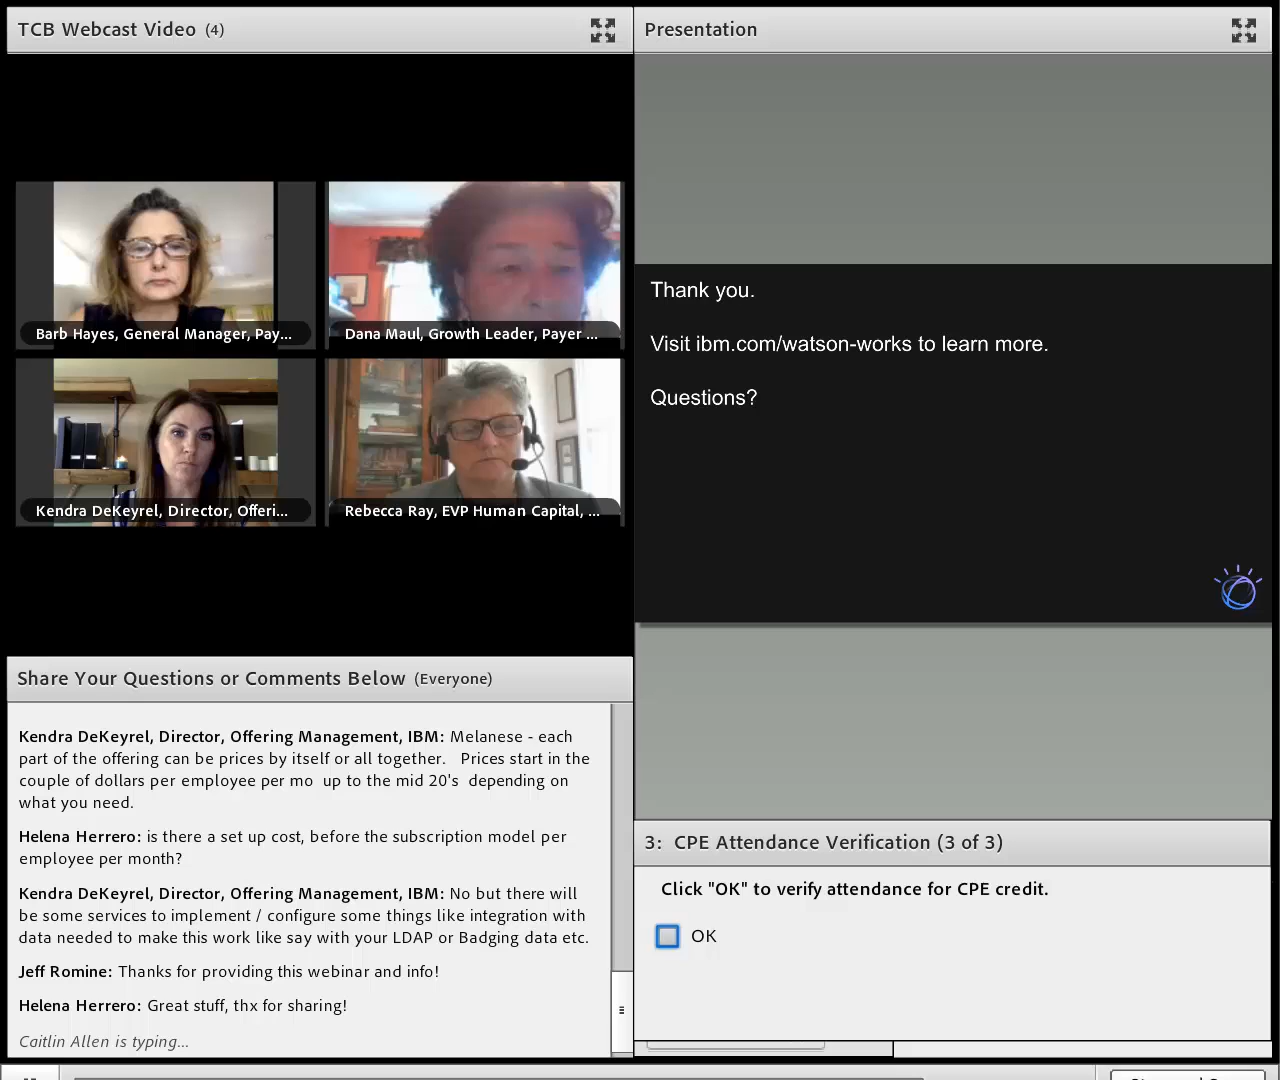 TCB Webcast Video (4)
Barb Hayes, General Manager, Pay...
Dana Maul, Growth Leader, Payer ...
Kendra DeKeyrel, Director, Offeri...
Rebecca Ray, EVP Human Capital, ...
Share Your Questions or Comments Below (Everyone)
Kendra DeKeyrel, Director, Offering Management, IBM: Melanese - each
part of the offering can be prices by itself or all together. Prices start in the
couple of dollars per employee per mo up to the mid 20's depending on
what you need.
Helena Herrero: is there a set up cost, before the subscription model per
employee per month?
Kendra DeKeyrel, Director, Offering Management, IBM: No but there will
be some services to implement / configure some things like integration with
data needed to make this work like say with your LDAP or Badging data etc.
Jeff Romine: Thanks for providing this webinar and info!
Helena Herrero: Great stuff, thx for sharing!
Caitlin Allen is typing...
Presentation
Thank you.
Visit ibm.com/watson-works to learn more.
Questions?
3: CPE Attendance Verification (3 of 3)
Click "OK" to verify attendance for CPE credit.
OK